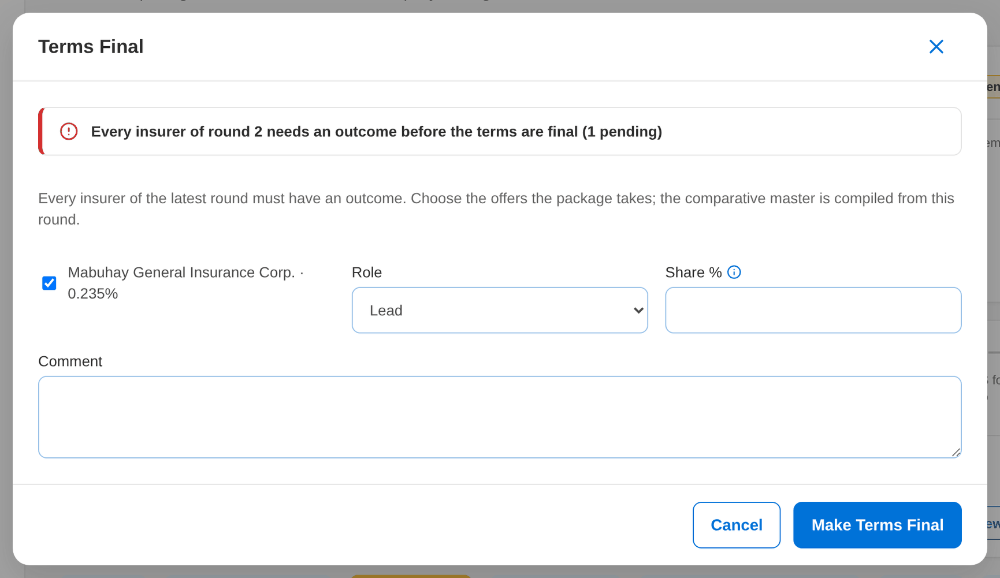 Terms Final
Every insurer of round 2 needs an outcome before the terms are final (1 pending)
Every insurer of the latest round must have an outcome. Choose the offers the package takes; the comparative master is compiled from this
round.
Mabuhay General Insurance Corp. ·
0.235%
Role
Lead
Share %
Comment
Cancel
Make Terms Final